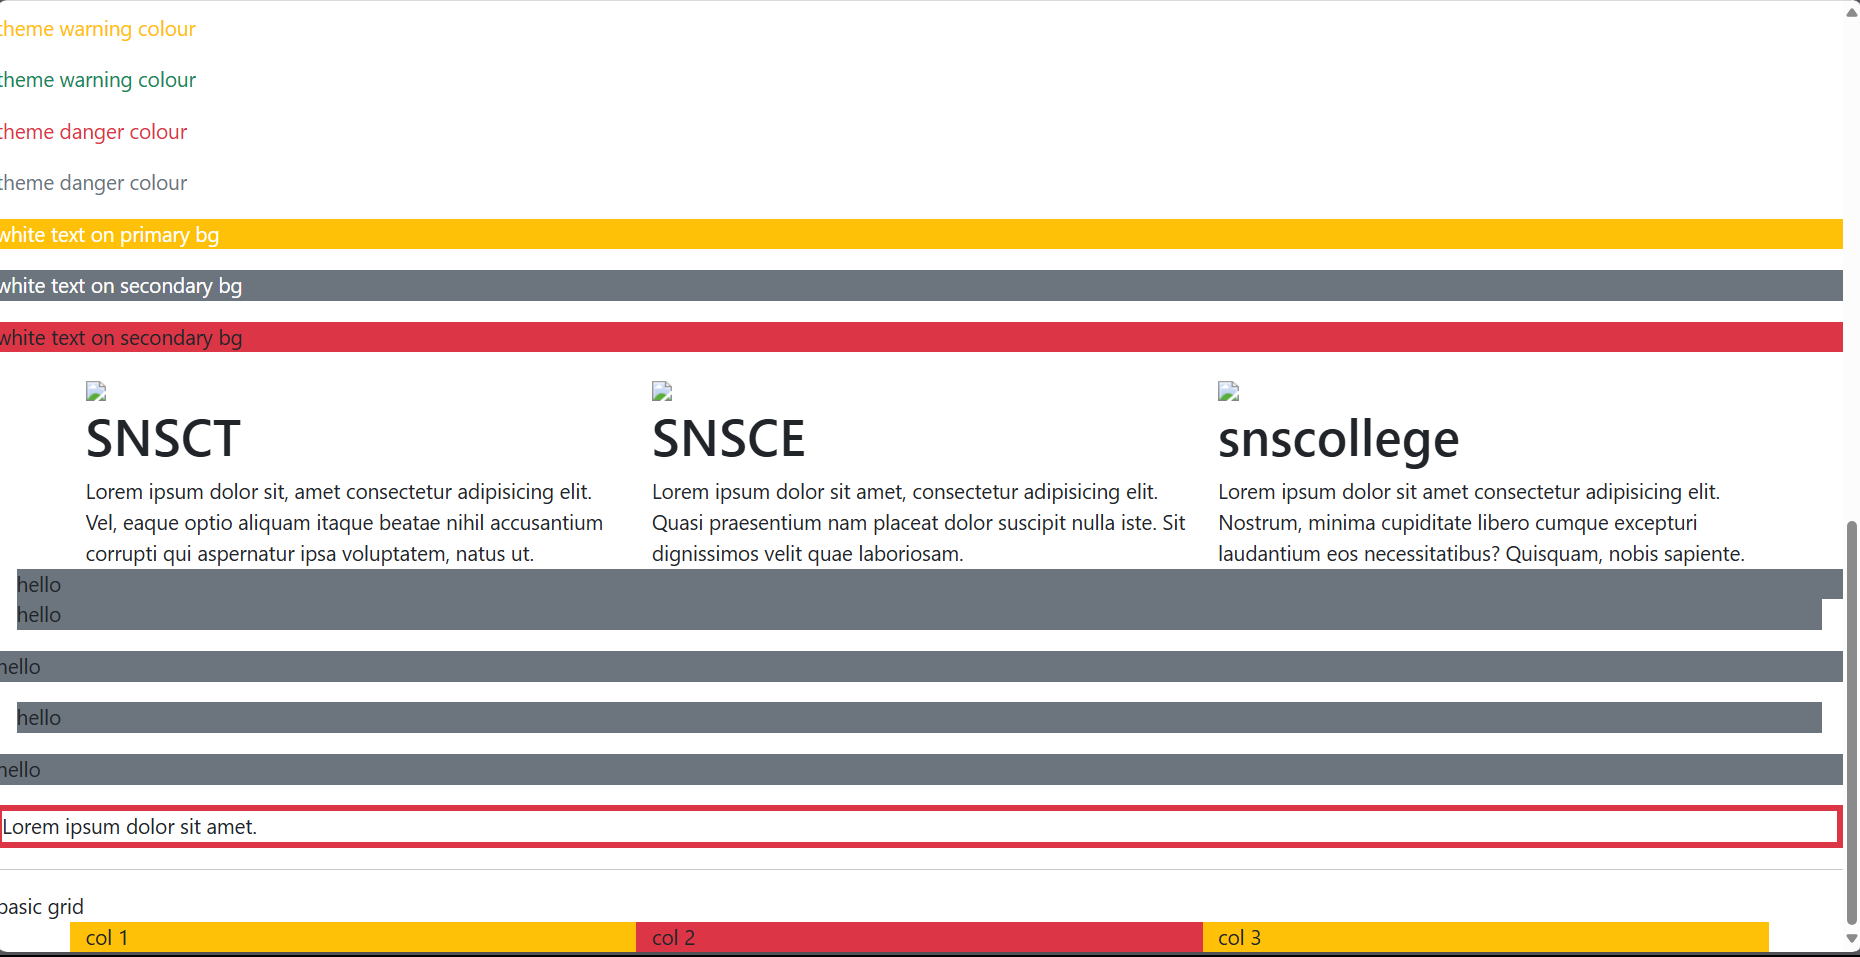 theme warning colour
theme warning colour
theme danger colour
theme danger colour
white text on primary bg
white text on secondary bg
white text on secondary bg
SNSCT
Lorem ipsum dolor sit, amet consectetur adipisicing elit.
Vel, eaque optio aliquam itaque beatae nihil accusantium
corrupti qui aspernatur ipsa voluptatem, natus ut.
SNSCE
Lorem ipsum dolor sit amet, consectetur adipisicing elit.
Quasi praesentium nam placeat dolor suscipit nulla iste. Sit
dignissimos velit quae laboriosam.
snscollege
Lorem ipsum dolor sit amet consectetur adipisicing elit.
Nostrum, minima cupiditate libero cumque excepturi
laudantium eos necessitatibus? Quisquam, nobis sapiente.
hello
hello
hello
hello
hello
Lorem ipsum dolor sit amet.
basic grid
col 1
col 2
col 3